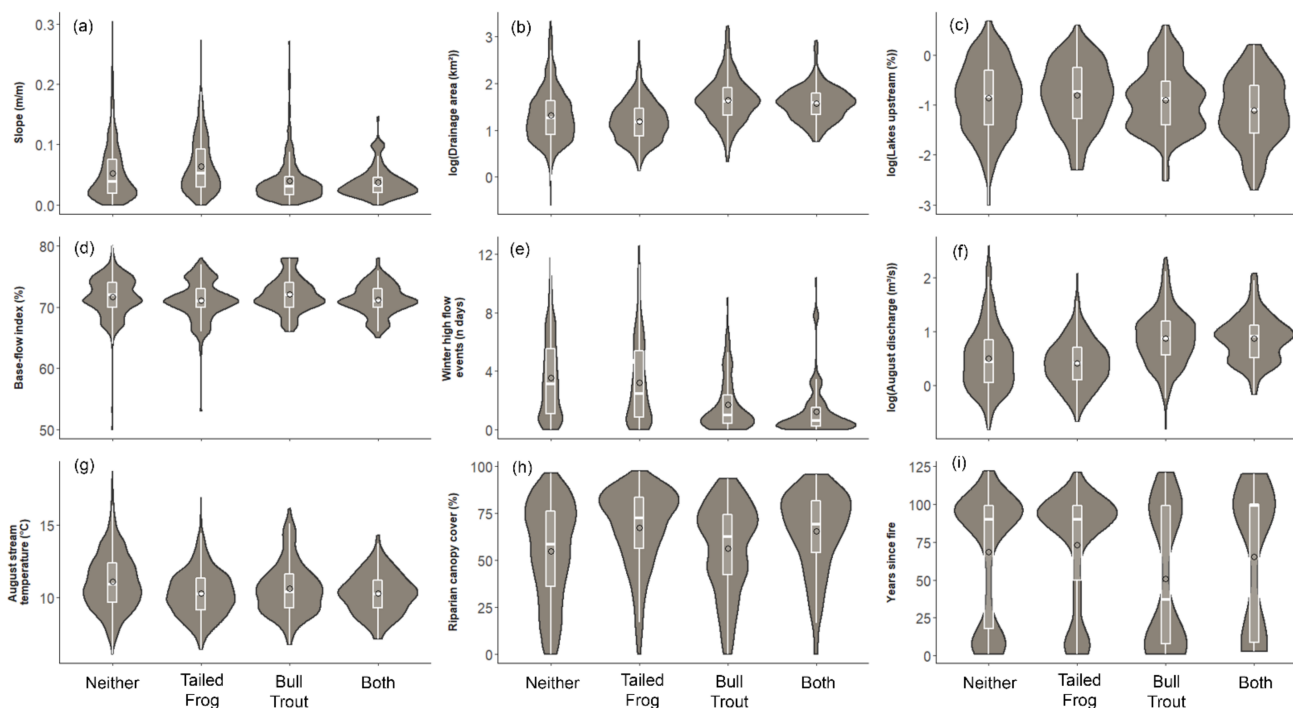 (a)
Slope (m/m)
0.3
0.2
0.1
0.0
(b)
log(Drainage area (km²))
3
2
1
0
(c)
log(Lakes upstream (%))
0
-1
-2
-3
(d)
Base-flow index (%)
80
70
60
50
(e)
Winter high flow
events (n days)
12
8
4
0
(f)
log(August discharge (m³/s))
2
1
0
(g)
August stream
temperature (°C)
15
10
Neither
Tailed
Frog
Bull
Trout
Both
(h)
Riparian canopy cover (%)
100
75
50
25
0
Neither
Tailed
Frog
Bull
Trout
Both
(i)
Years since fire
125
100
75
50
25
0
Neither
Tailed
Frog
Bull
Trout
Both